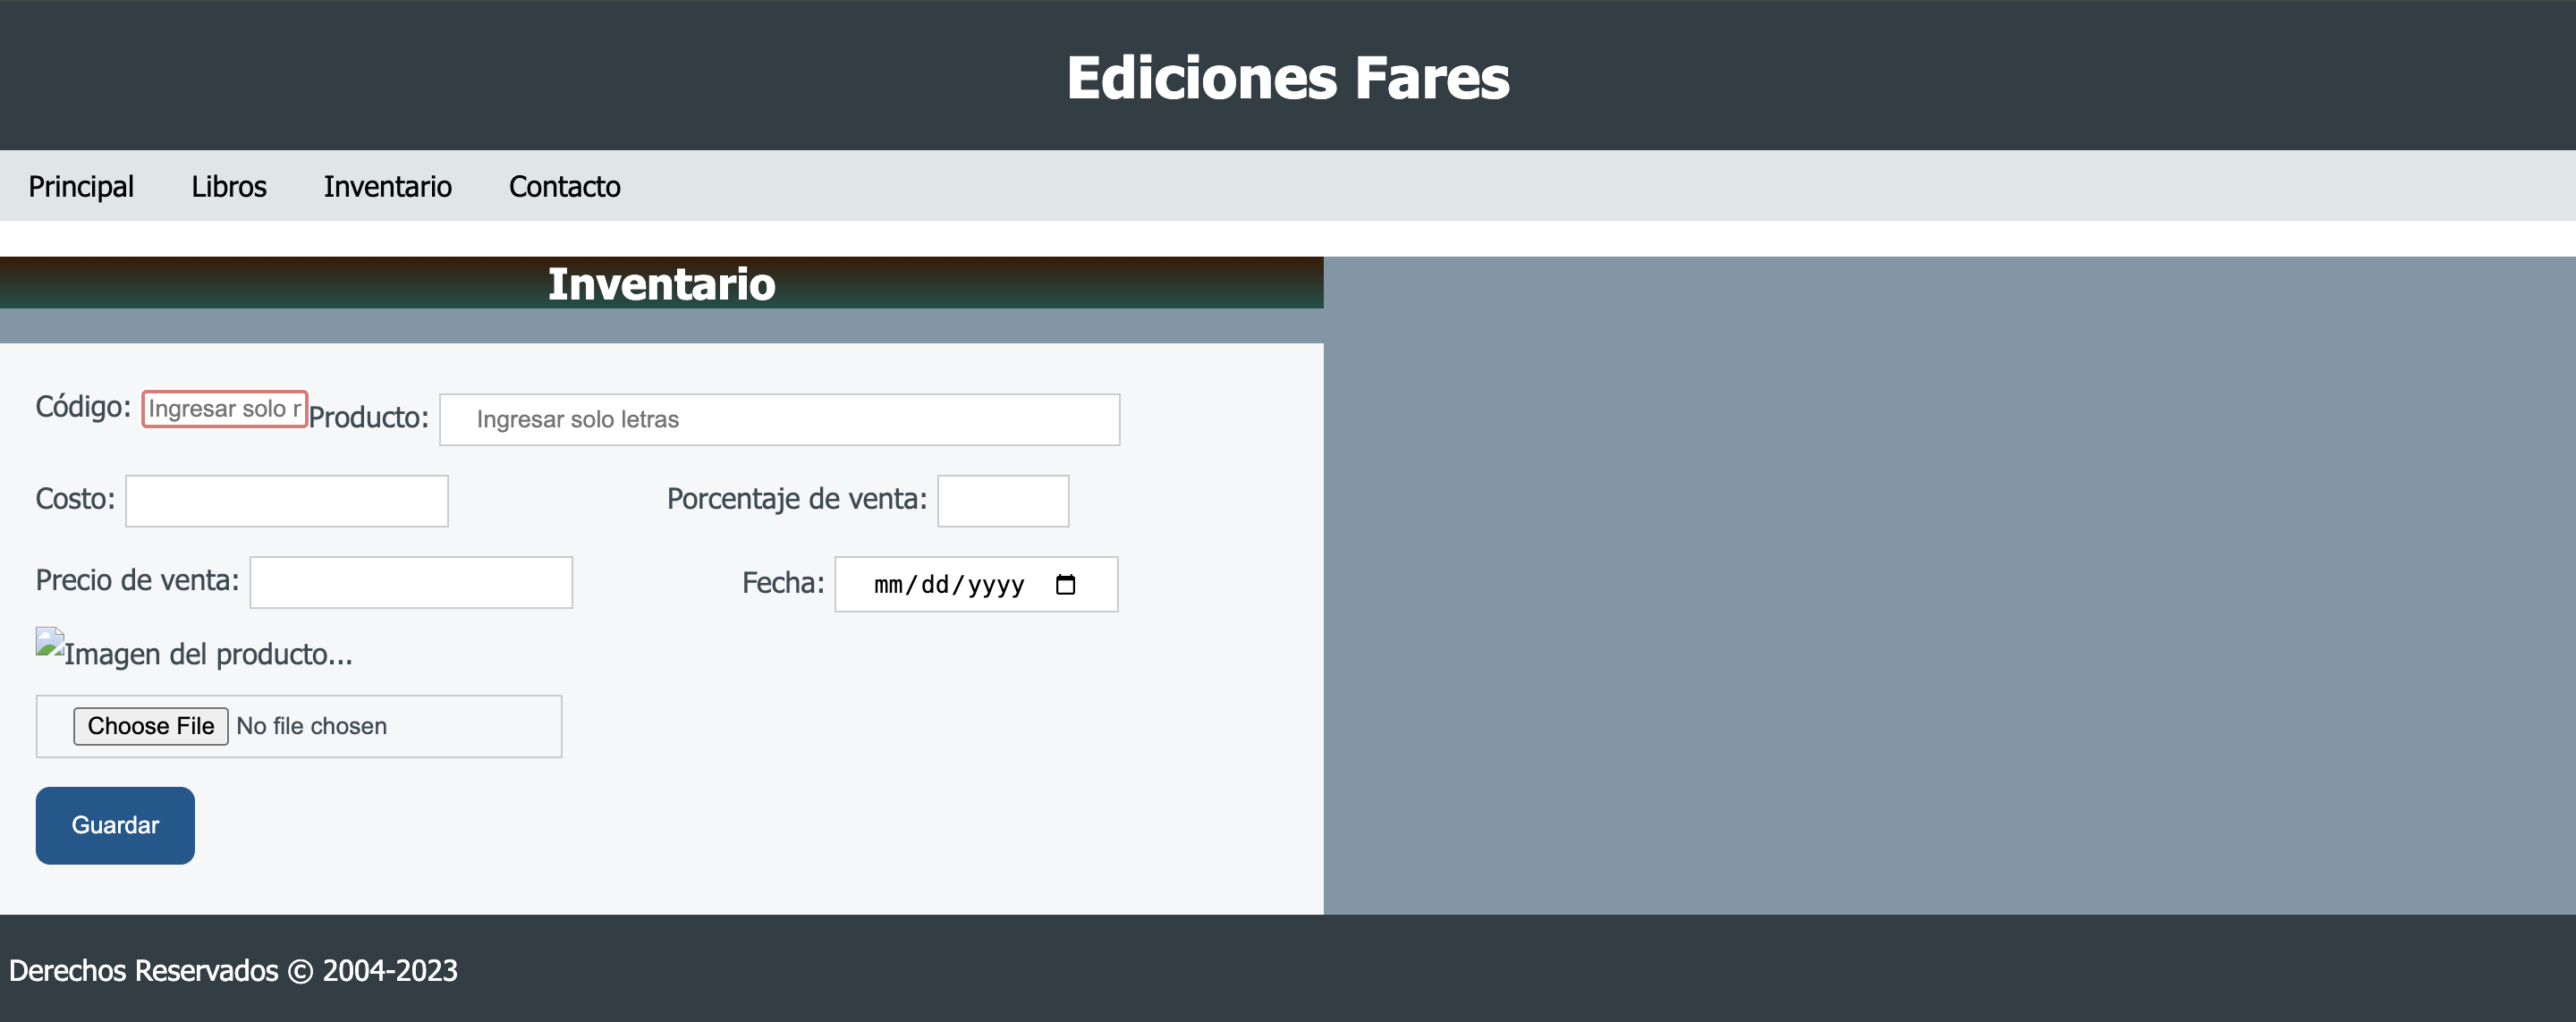 Ediciones Fares
Principal Libros Inventario Contacto
Inventario
Código: Ingresar solo Producto: Ingresar solo letras
Costo: Porcentaje de venta:
Precio de venta: Fecha: mm/dd/yyyy
Imagen del producto...
Choose File No file chosen
Guardar
Derechos Reservados © 2004-2023